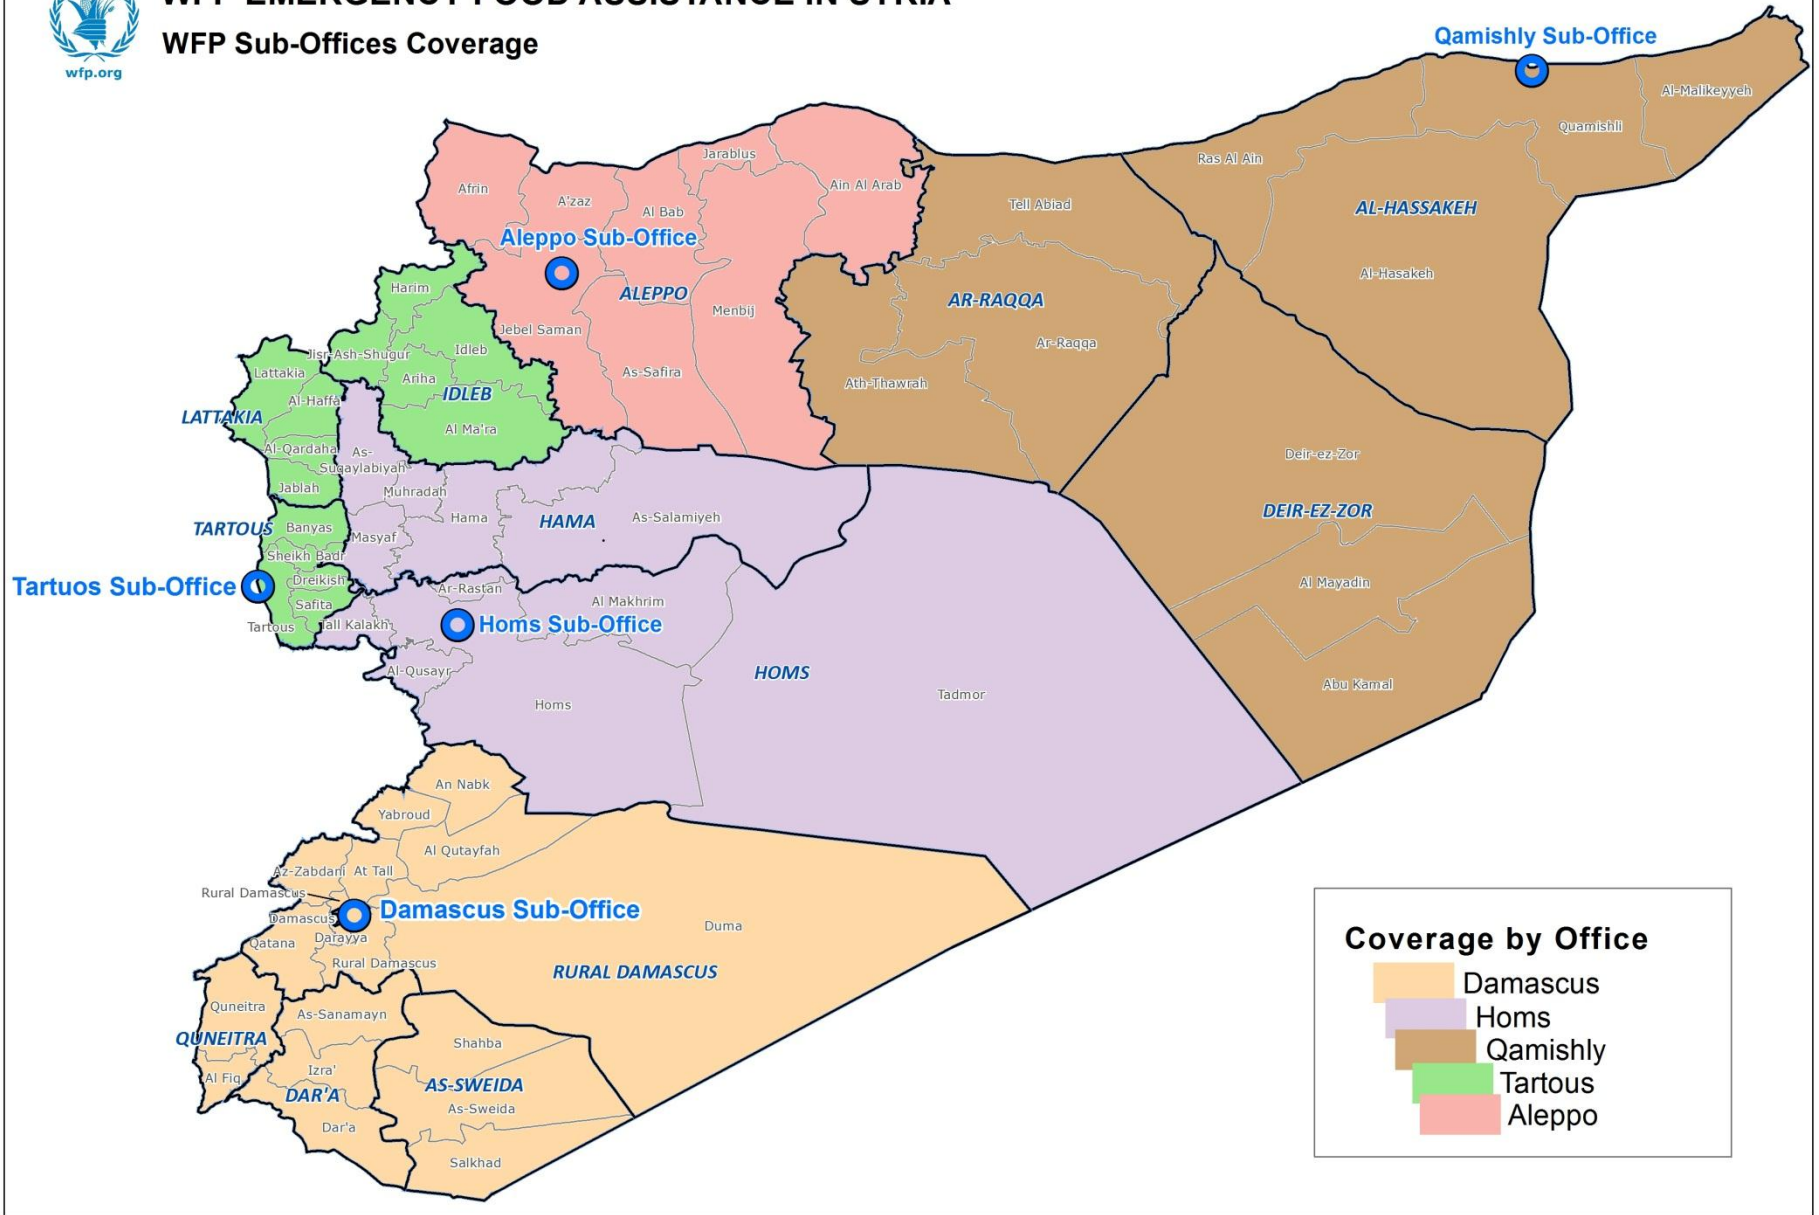 WFP EMERGENCY FOOD ASSISTANCE IN SYRIA
WFP Sub-Offices Coverage
wfp.org
Qamishly Sub-Office
Al-Malikeyyeh
Quamishli
Ras Al Ain
AL-HASSAKEH
Al-Hasakeh
Jarablus
Ain Al Arab
Afrin
A'zaz
Al Bab
Aleppo Sub-Office
ALEPPO
Menbij
Jebel Saman
As-Safira
Tell Abiad
AR-RAQQA
Ar-Raqqa
Ath-Thawrah
Harim
Jisr-Ash-Shugur
Idleb
Ariha
IDLEB
Al Ma'ra
Lattakia
Al-Haffa
LATTAKIA
Al-Qardaha
Jablah
As-
Suqaylabiyah
Muhradah
Hama
HAMA
As-Salamiyeh
Masyaf
TARTOUS
Banyas
Sheikh Badr
Dreikish
Tartuos Sub-Office
Safita
Tartous
Tall Kalakh
Ar-Rastan
Al Makhrim
Homs Sub-Office
Al-Qusayr
HOMS
Homs
Tadmor
Deir-ez-Zor
DEIR-EZ-ZOR
Al Mayadin
Abu Kamal
An Nabk
Yabroud
Al Qutayfah
Az-Zabdani
At Tall
Rural Damascus
Damascus
Damascus Sub-Office
Qatana
Darayya
Rural Damascus
Duma
RURAL DAMASCUS
Quneitra
QUNEITRA
Al Fiq
As-Sanamayn
Izra'
DAR'A
Dar'a
Shahba
AS-SWEIDA
As-Sweida
Salkhad
Coverage by Office
Damascus
Homs
Qamishly
Tartous
Aleppo